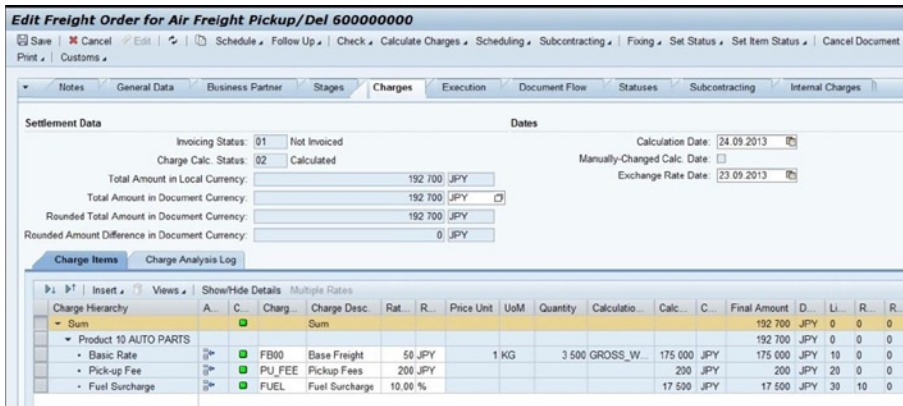 Edit Freight Order for Air Freight Pickup/Del 600000000
Save | Cancel Edit | Schedule Follow Up | Check Calculate Charges Scheduling Subcontracting | Fixing Set Status Set Item Status | Cancel Document
Print | Customs
Notes General Data Business Partner Stages Charges Execution Document Flow Statuses Subcontracting Internal Charges
Settlement Data Dates
Invoicing Status: 01 Not Invoiced Calculation Date: 24.09.2013
Charge Calc. Status: 02 Calculated Manually-Changed Calc. Date:
Total Amount in Local Currency: 192 700 JPY Exchange Rate Date: 23.09.2013
Total Amount in Document Currency: 192 700 JPY
Rounded Total Amount in Document Currency: 192 700 JPY
Rounded Amount Difference in Document Currency: 0 JPY
Charge Items Charge Analysis Log
Insert Views | Show/Hide Details Multiple Rates
Charge Hierarchy A... C... Charg... Charge Desc. Rat... R... Price Unit UoM Quantity Calculatio... Calc... C... Final Amount D... Li... R... R...
Sum Sum 192 700 JPY 0 0 0
Product 10 AUTO PARTS 192 700 JPY 0 0 0
Basic Rate FB00 Base Freight 50 JPY 1 KG 3 500 GROSS_W... 175 000 JPY 175 000 JPY 10 0 0
Pick-up Fee PU_FEE Pickup Fees 200 JPY 200 JPY 200 JPY 20 0 0
Fuel Surcharge FUEL Fuel Surcharge 10,00 % 17 500 JPY 17 500 JPY 30 10 0